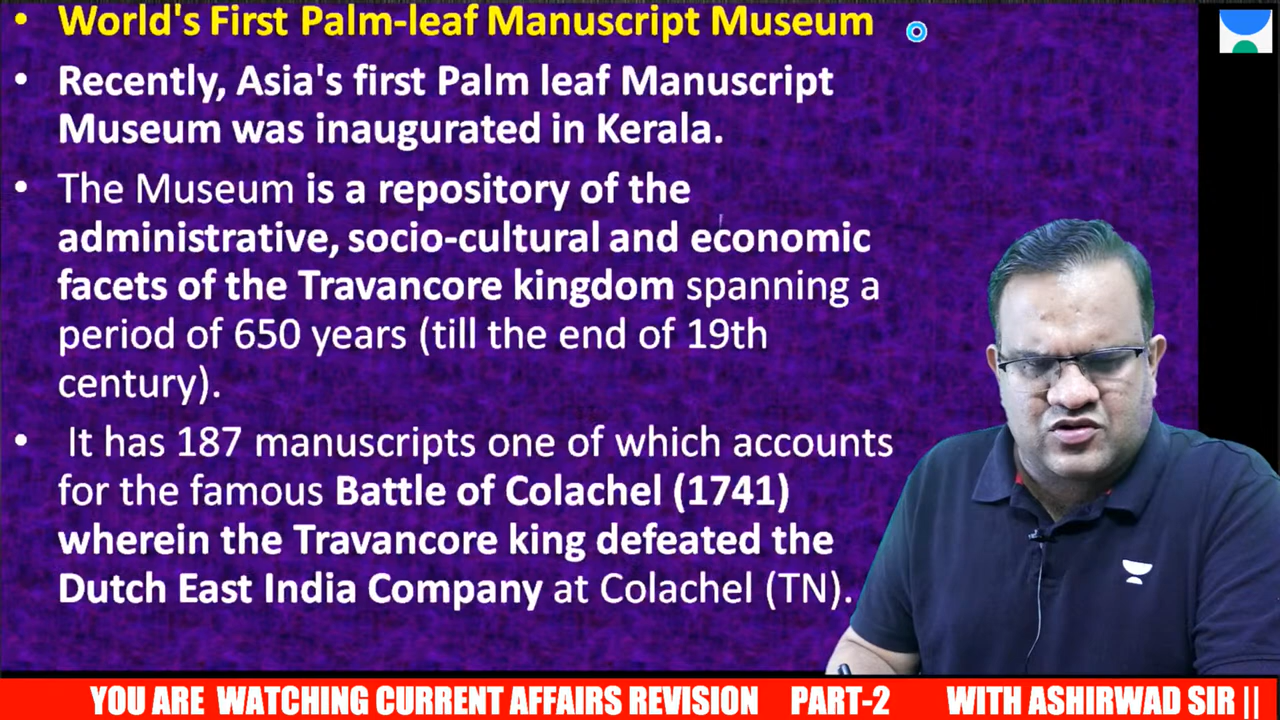 • World's First Palm-leaf Manuscript Museum
• Recently, Asia's first Palm leaf Manuscript
Museum was inaugurated in Kerala.
• The Museum is a repository of the
administrative, socio-cultural and economic
facets of the Travancore kingdom spanning a
period of 650 years (till the end of 19th
century).
• It has 187 manuscripts one of which accounts
for the famous Battle of Colachel (1741)
wherein the Travancore king defeated the
Dutch East India Company at Colachel (TN).
YOU ARE WATCHING CURRENT AFFAIRS REVISION PART-2 WITH ASHIRWAD SIR ||